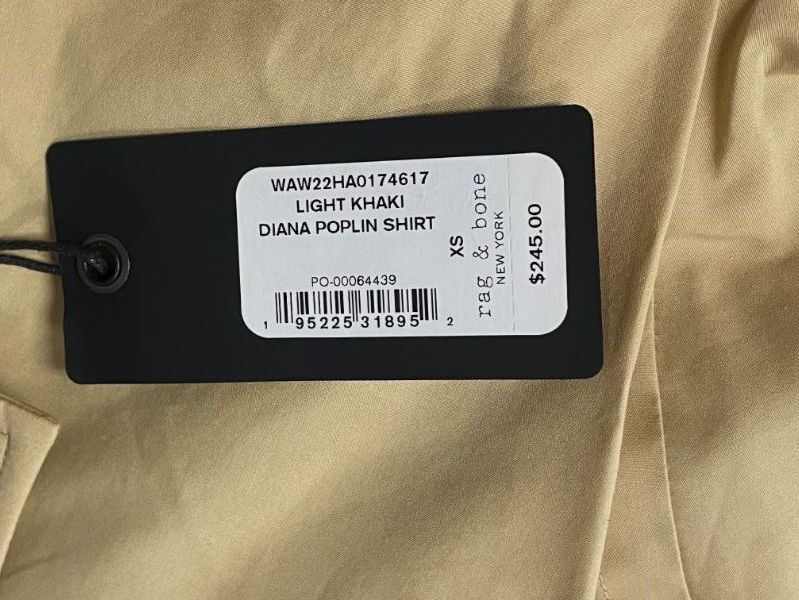 WAW22HA0174617
LIGHT KHAKI
DIANA POPLIN SHIRT
PO-00064439
1 95225 31895 2
XS
rag & bone
NEW YORK
$245.00